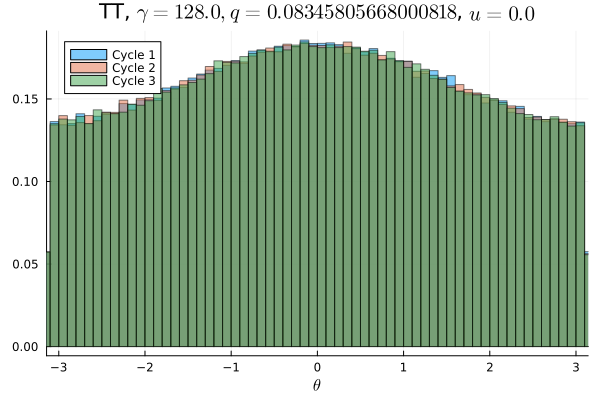 TT, γ = 128.0, q = 0.08345805668000818, u = 0.0
Cycle 1
Cycle 2
Cycle 3
0.15
0.10
0.05
0.00
−3 −2 −1 0 1 2 3
θ